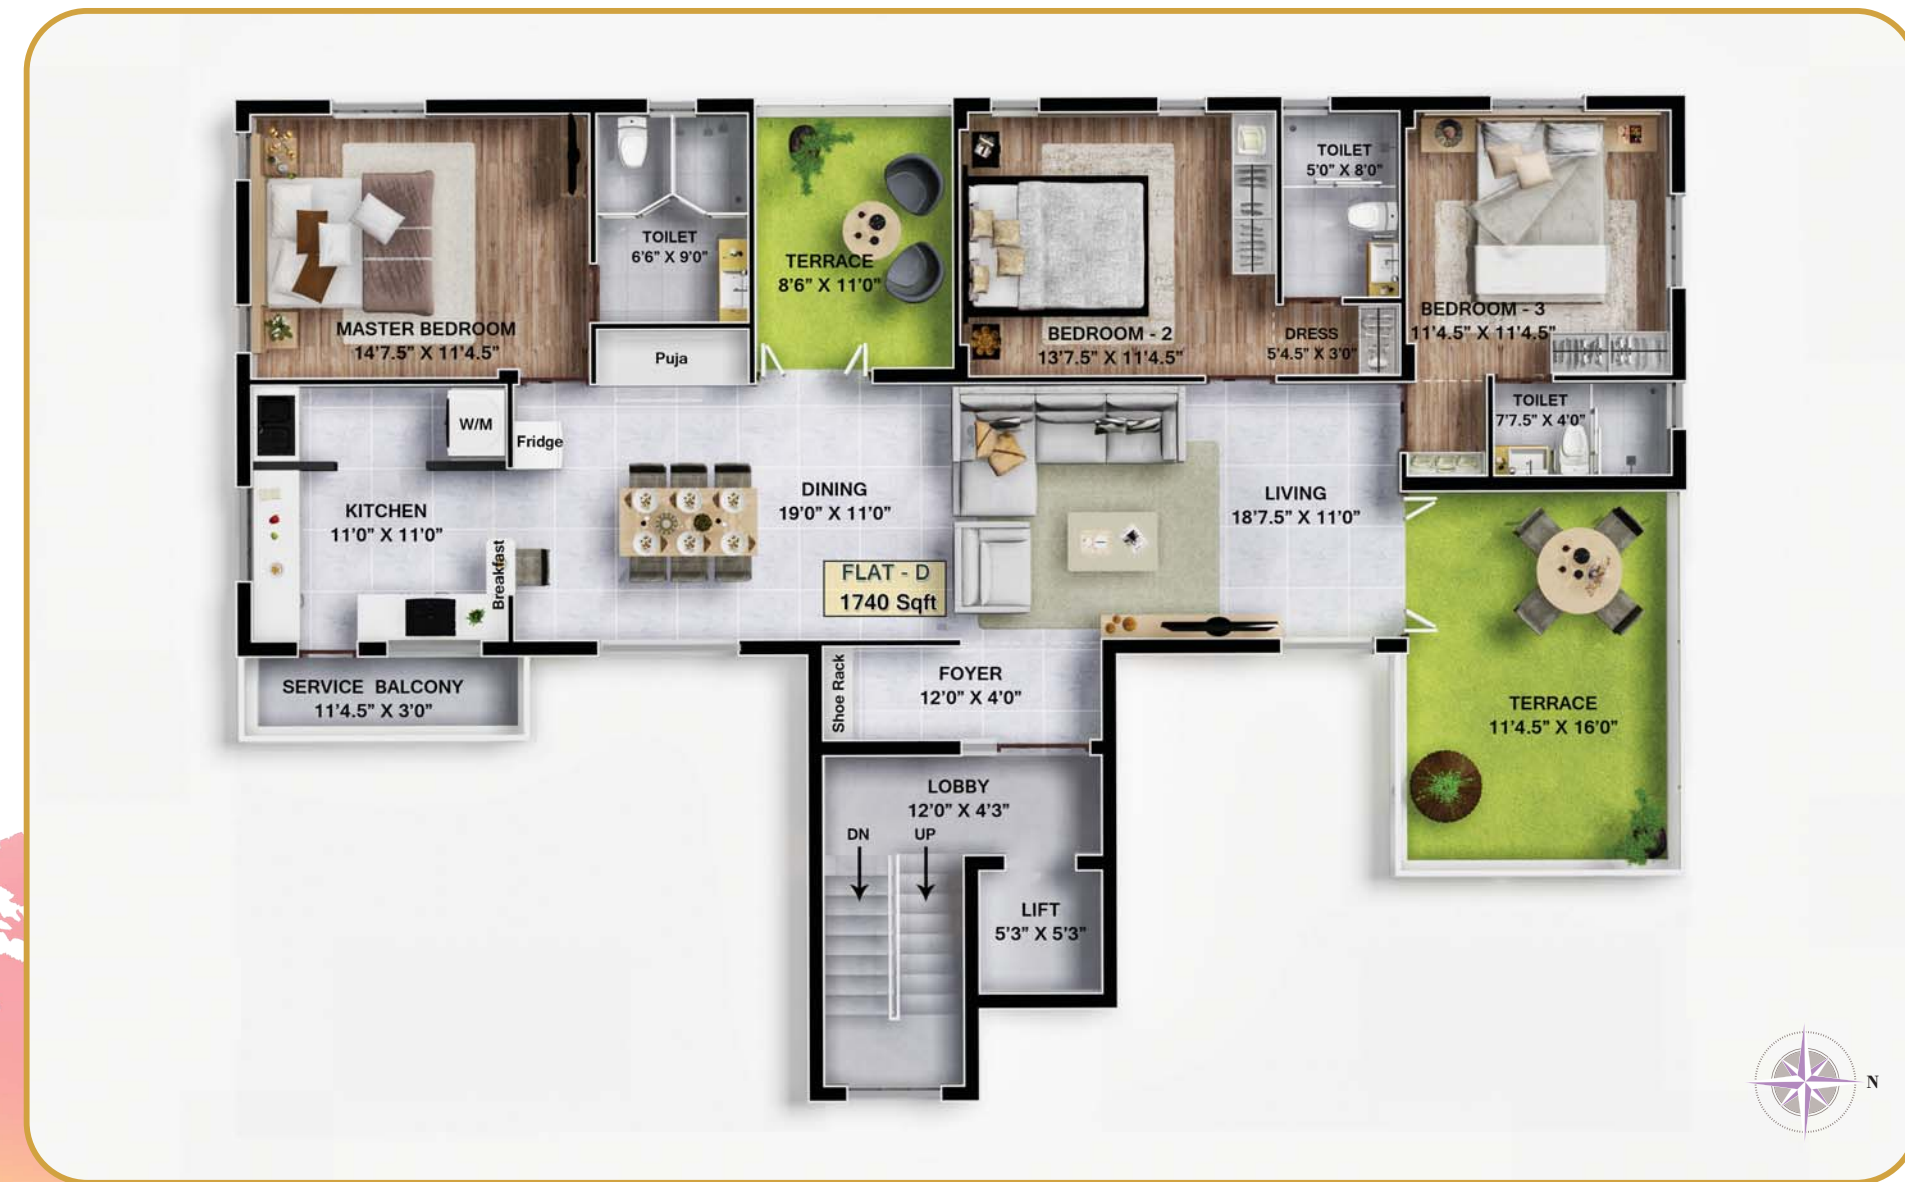 TOILET
6'6" X 9'0"
TERRACE
8'6" X 11'0"
MASTER BEDROOM
14'7.5" X 11'4.5"
Puja
BEDROOM - 2
13'7.5" X 11'4.5"
TOILET
5'0" X 8'0"
DRESS
5'4.5" X 3'0"
BEDROOM - 3
11'4.5" X 11'4.5"
TOILET
7'7.5" X 4'0"
W/M
Fridge
KITCHEN
11'0" X 11'0"
Breakfast
DINING
19'0" X 11'0"
FLAT - D
1740 Sqft
LIVING
18'7.5" X 11'0"
SERVICE BALCONY
11'4.5" X 3'0"
Shoe Rack
FOYER
12'0" X 4'0"
TERRACE
11'4.5" X 16'0"
LOBBY
12'0" X 4'3"
DN
UP
LIFT
5'3" X 5'3"
N